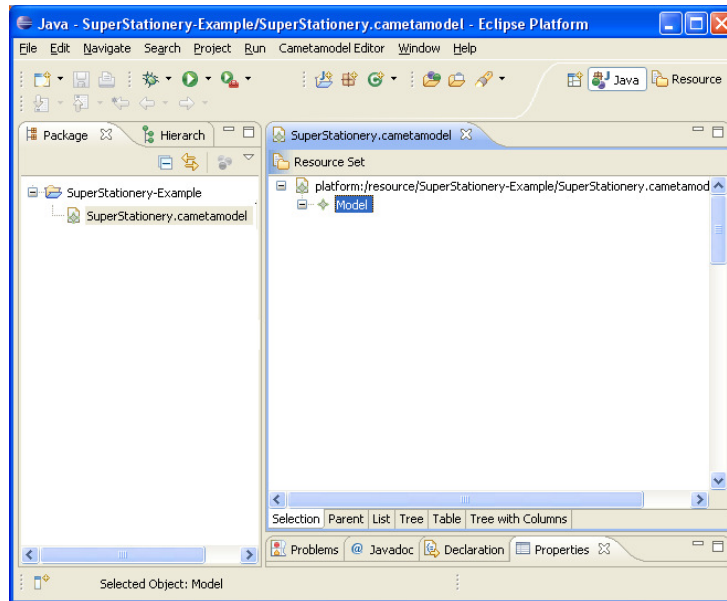 Java - SuperStationery-Example/SuperStationery.cametamodel - Eclipse Platform
File Edit Navigate Search Project Run Cametamodel Editor Window Help
Java Resource
Package Hierarch
SuperStationery.cametamodel
Resource Set
SuperStationery-Example
SuperStationery.cametamodel
platform:/resource/SuperStationery-Example/SuperStationery.cametamod
Model
Selection Parent List Tree Table Tree with Columns
Problems @ Javadoc Declaration Properties
Selected Object: Model